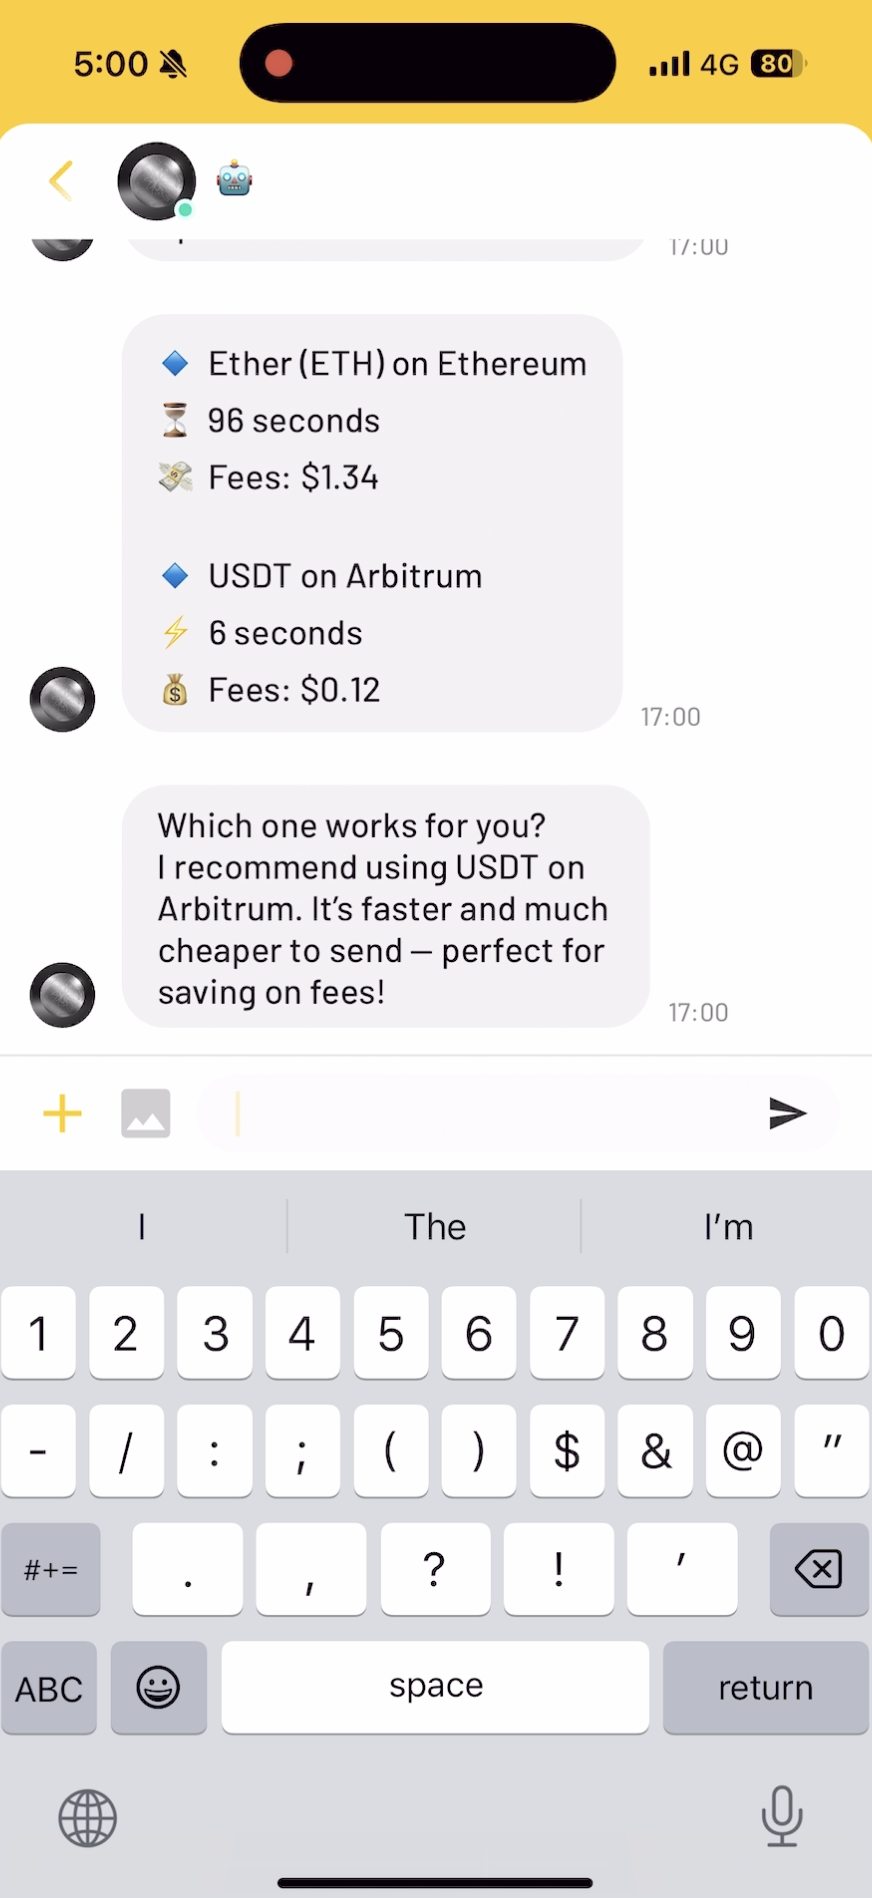 5:00
4G
80
17:00
Ether (ETH) on Ethereum
96 seconds
Fees: $1.34
USDT on Arbitrum
6 seconds
Fees: $0.12
17:00
Which one works for you?
I recommend using USDT on
Arbitrum. It’s faster and much
cheaper to send — perfect for
saving on fees!
17:00
I
The
I’m
1 2 3 4 5 6 7 8 9 0
- / : ; ( ) $ & @ "
#+= . , ? ! '
ABC
space
return